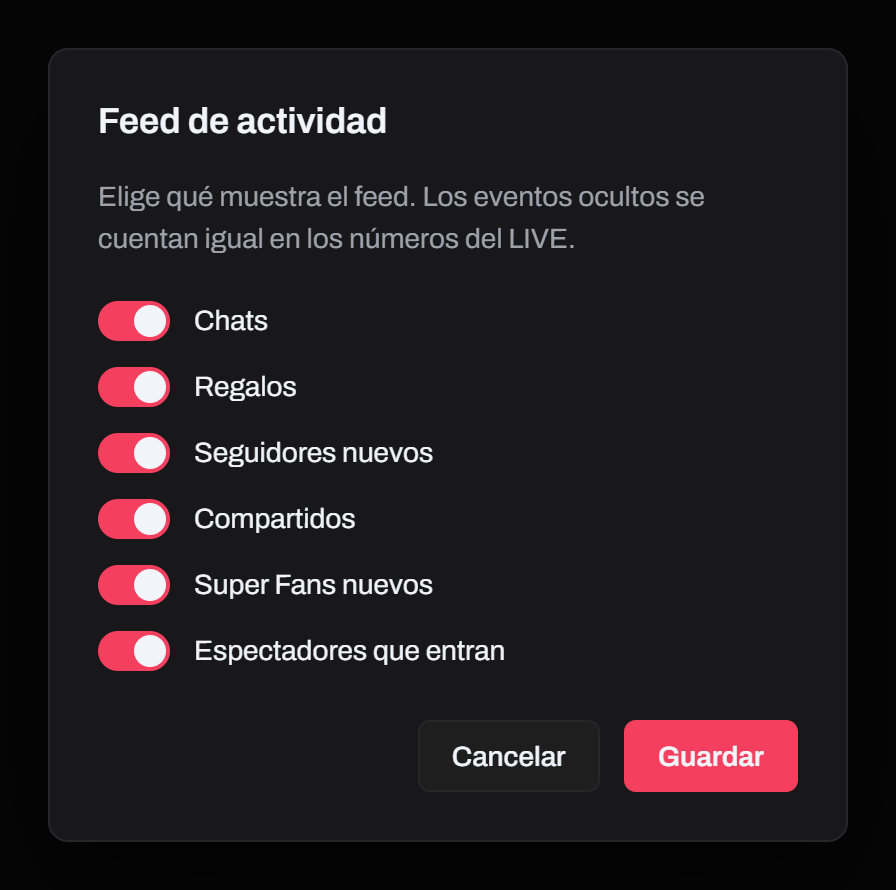 Feed de actividad
Elige qué muestra el feed. Los eventos ocultos se
cuentan igual en los números del LIVE.
Chats
Regalos
Seguidores nuevos
Compartidos
Super Fans nuevos
Espectadores que entran
Cancelar
Guardar